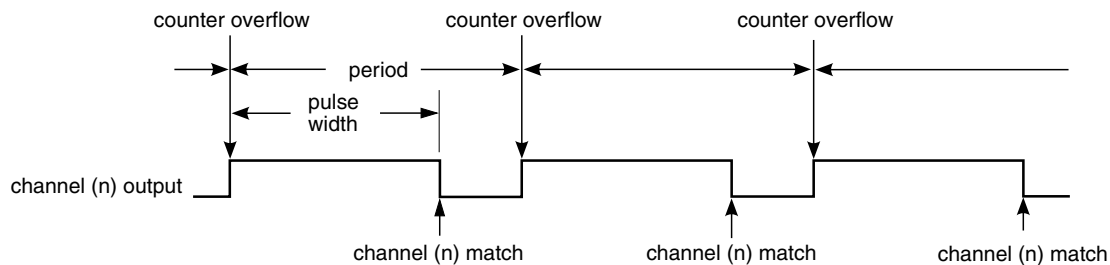 counter overflow
counter overflow
counter overflow
period
pulse
width
channel (n) output
channel (n) match
channel (n) match
channel (n) match